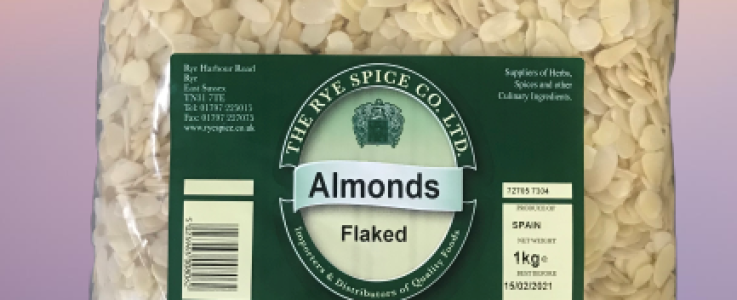 Rye Harbour Road
Rye
East Sussex
TN31 7TE
Tel: 01797 225015
Fax: 01797 227075
www.ryespice.co.uk
THE RYE SPICE CO. LTD.
Almonds
Flaked
Importers & Distributors of Quality Foods
Suppliers of Herbs,
Spices and other
Culinary Ingredients.
72765 7304
PRODUCE OF
SPAIN
NET WEIGHT
1kg e
BEST BEFORE
15/02/2021